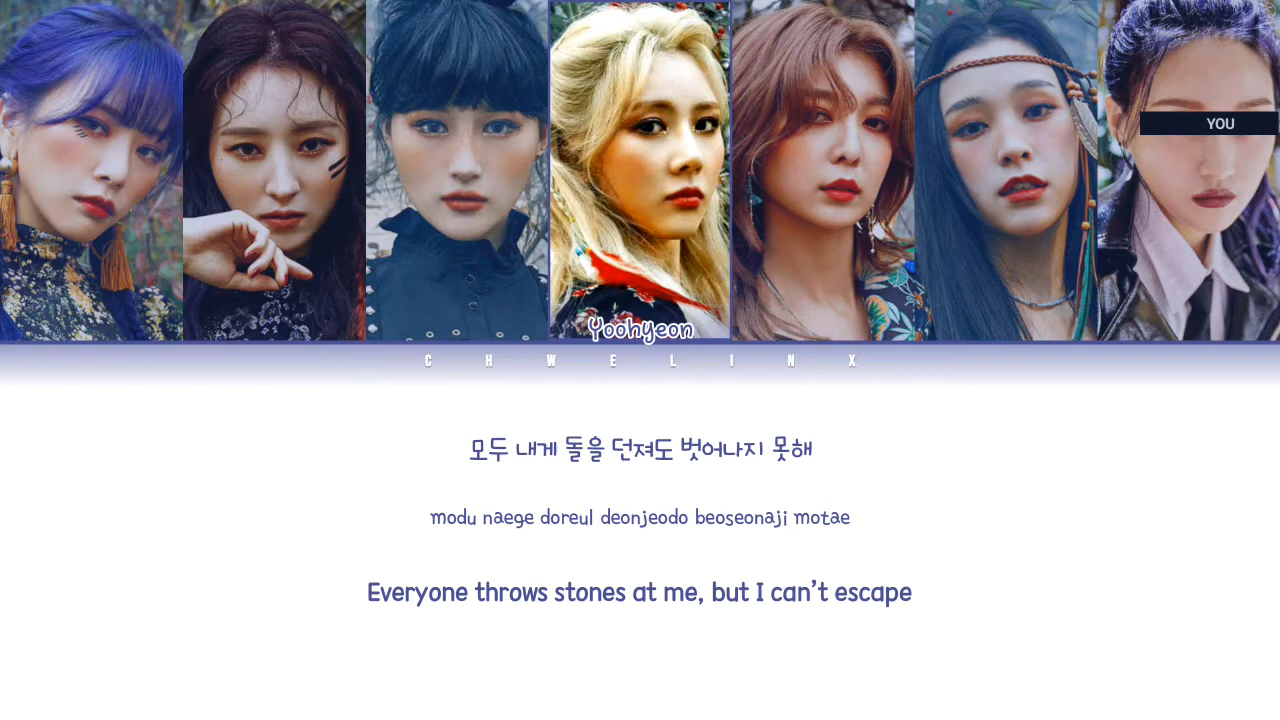 YOU
Yoohyeon
C H W E L I N X
모두 내게 돌을 던져도 벗어나지 못해
modu naege doreul deonjeodo beoseonaji motae
Everyone throws stones at me, but I can't escape